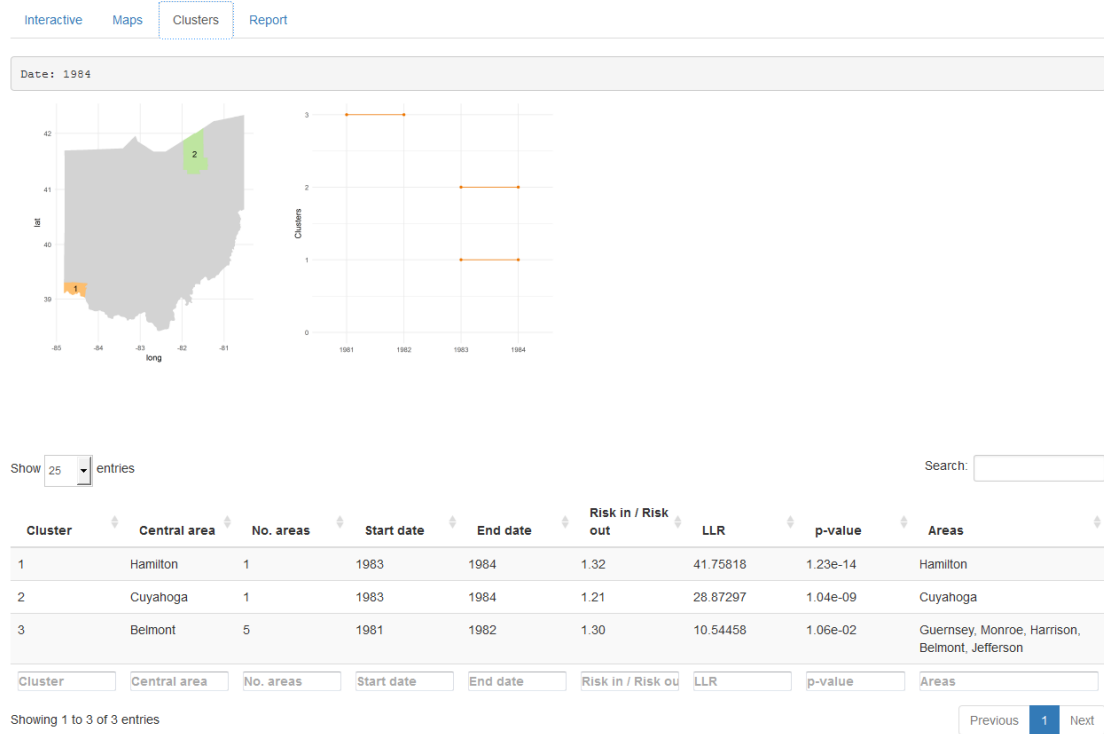 Interactive Maps Clusters Report
Date: 1984
42
41
40
39
lat
2
1
-85 -84 -83 -82 -81
long
3
2
1
0
Clusters
1981 1982 1983 1984
Show 25 entries
Search:
Cluster Central area No. areas Start date End date Risk in / Risk out LLR p-value Areas
1 Hamilton 1 1983 1984 1.32 41.75818 1.23e-14 Hamilton
2 Cuyahoga 1 1983 1984 1.21 28.87297 1.04e-09 Cuyahoga
3 Belmont 5 1981 1982 1.30 10.54458 1.06e-02 Guernsey, Monroe, Harrison,
Belmont, Jefferson
Cluster Central area No. areas Start date End date Risk in / Risk ou LLR p-value Areas
Showing 1 to 3 of 3 entries
Previous 1 Next